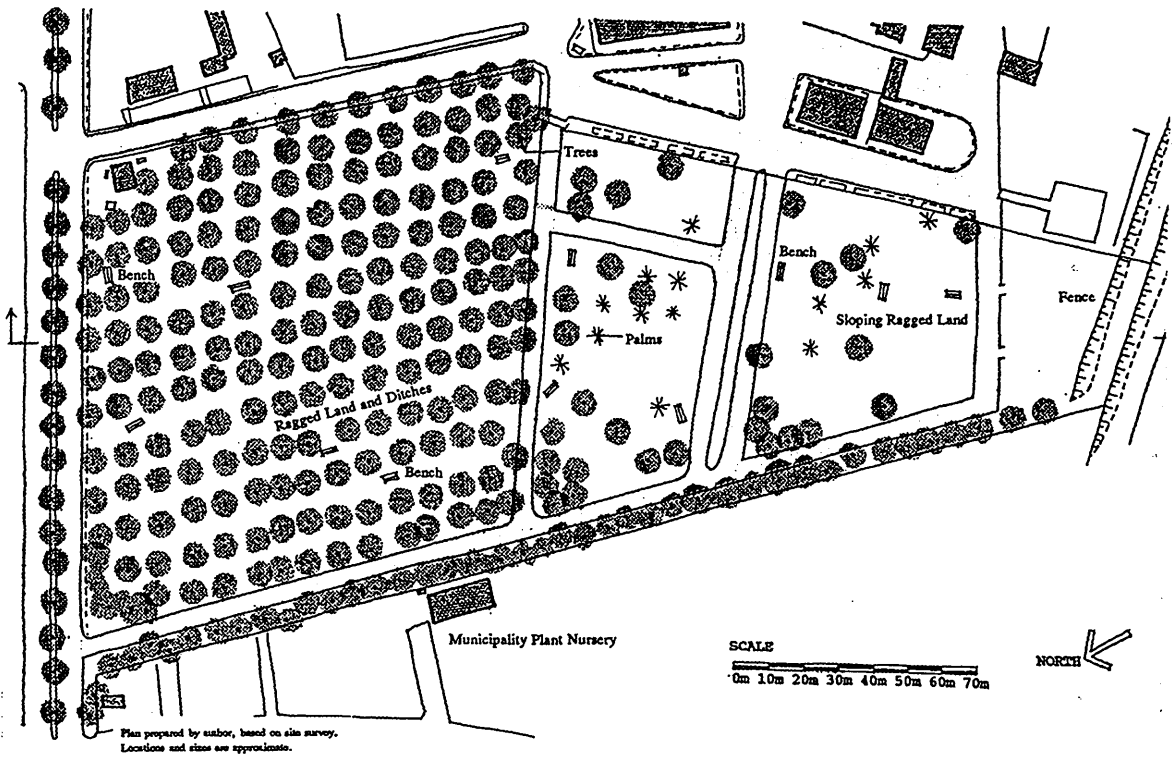 Trees
Bench
Bench
Fence
Sloping Ragged Land
Palms
Ragged Land and Ditches
Bench
Municipality Plant Nursery
SCALE
0m 10m 20m 30m 40m 50m 60m 70m
NORTH
Plan prepared by author, based on site survey.
Locations and sizes are approximate.